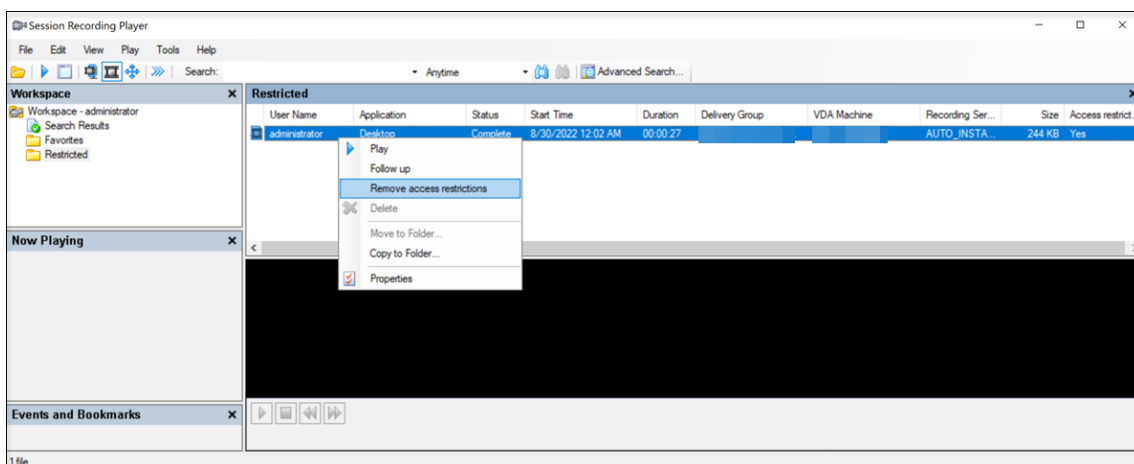 Session Recording Player
File Edit View Play Tools Help
Search: Anytime Advanced Search...
Workspace x
Workspace - administrator
Search Results
Favorites
Restricted
Restricted x
User Name Application Status Start Time Duration Delivery Group VDA Machine Recording Ser... Size Access restrict.
administrator Desktop Complete 8/30/2022 12:02 AM 00:00:27 AUTO_INSTA... 244 KB Yes
Play
Follow up
Remove access restrictions
Delete
Move to Folder...
Copy to Folder...
Properties
Now Playing x
Events and Bookmarks x
1 file